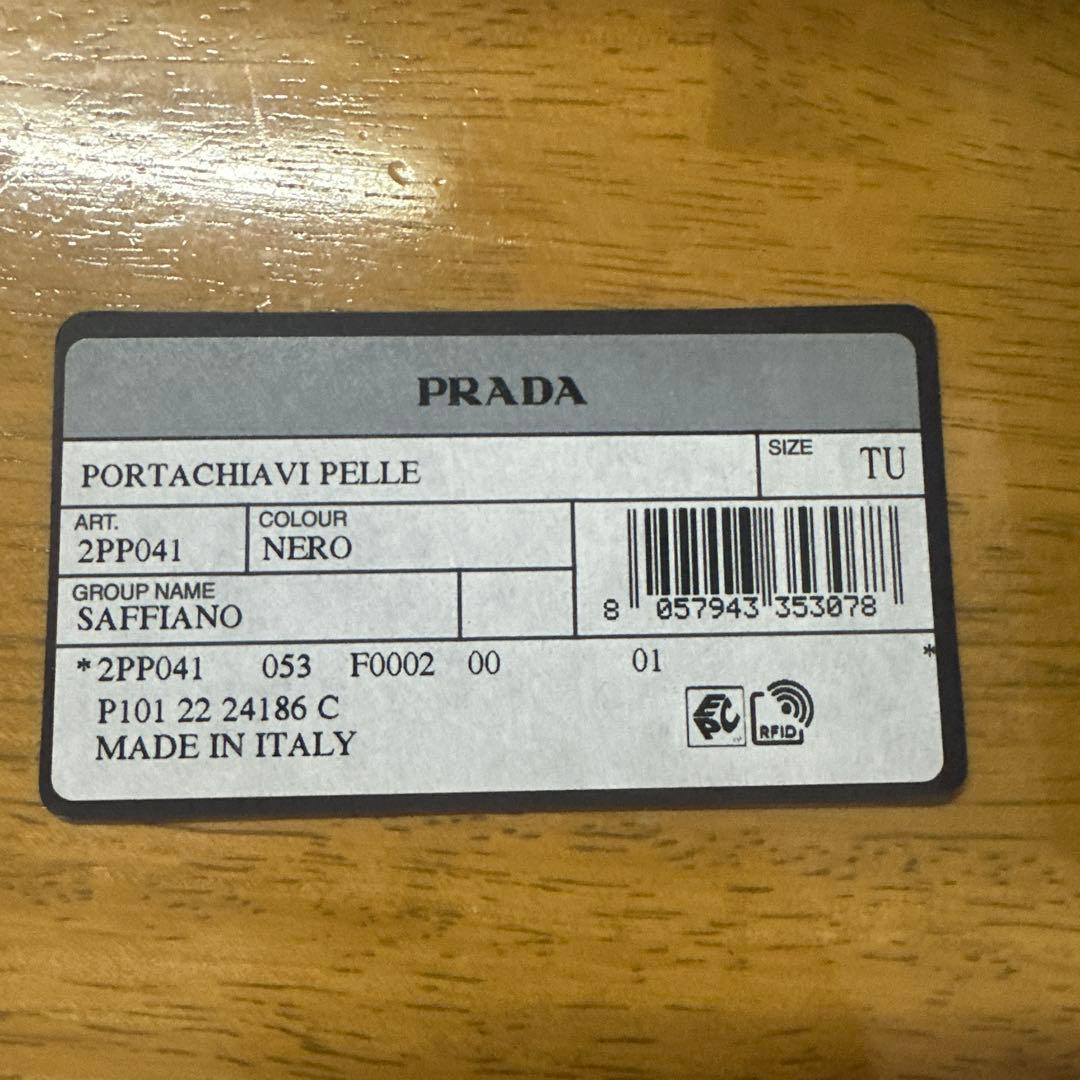 PRADA
PORTACHIAVI PELLE
SIZE TU
ART.
2PP041
COLOUR
NERO
GROUP NAME
SAFFIANO
8 057943 353078
*2PP041 053 F0002 00 01 *
P101 22 24186 C
MADE IN ITALY
EPC
RFID